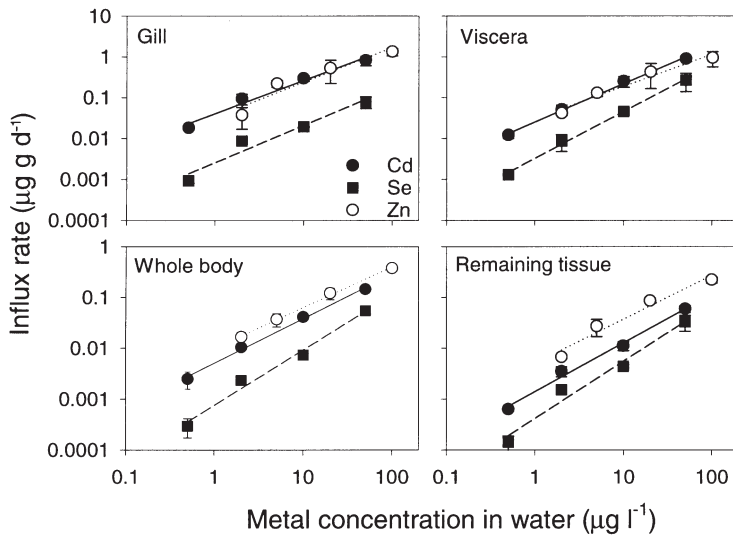 10
1
0.1
0.01
0.001
0.0001
Gill
Cd
Se
Zn
Viscera
1
0.1
0.01
0.001
0.0001
Whole body
Remaining tissue
0.1 1 10 100
0.1 1 10 100
Influx rate (µg g d⁻¹)
Metal concentration in water (µg l⁻¹)